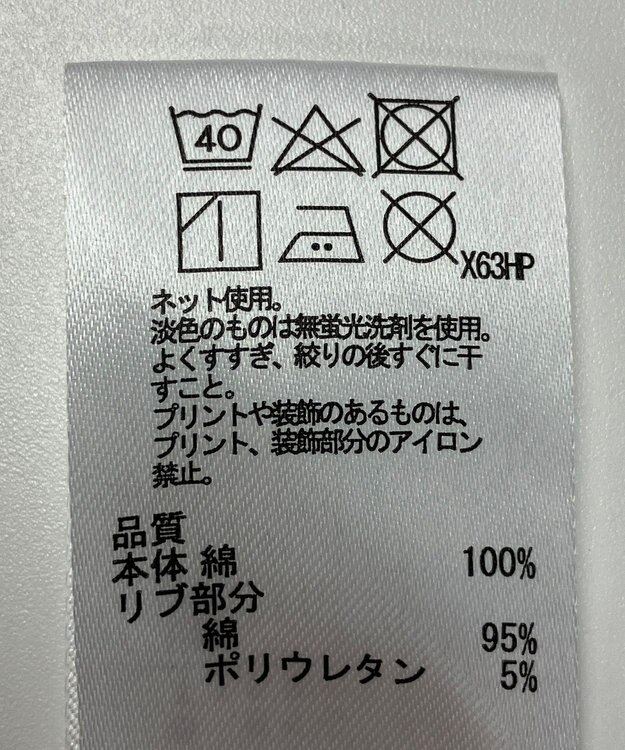 40
X63HP
ネット使用。
淡色のものは無蛍光洗剤を使用。
よくすすぎ、絞りの後すぐに干
すこと。
プリントや装飾のあるものは、
プリント、装飾部分のアイロン
禁止。
品質
本体 綿 100%
リブ部分
綿 95%
ポリウレタン 5%